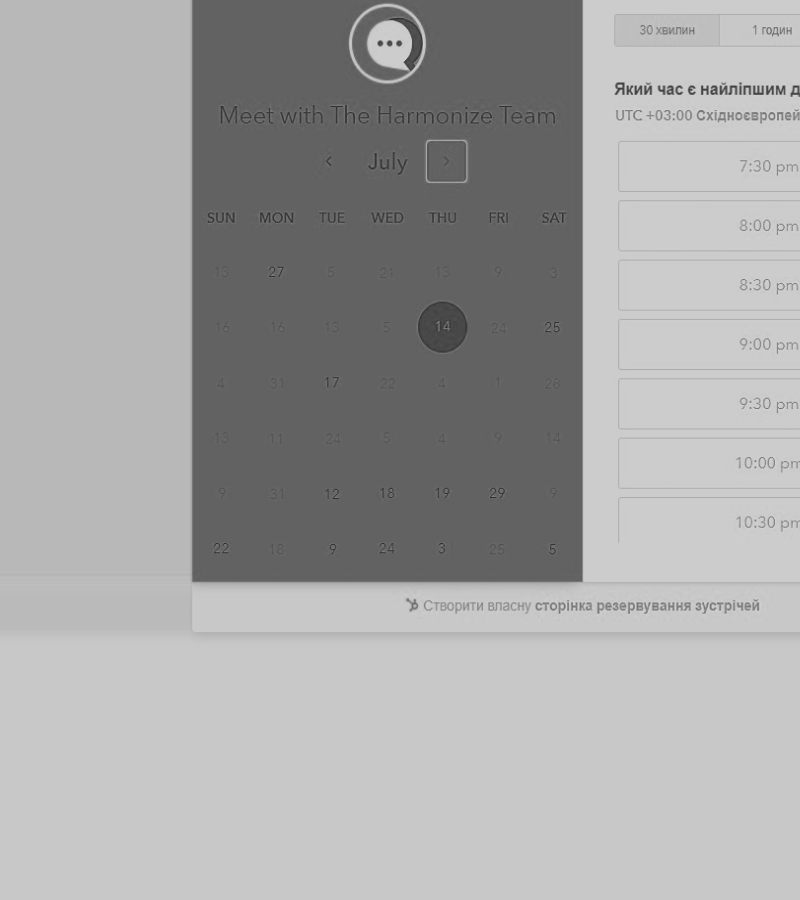 Meet with The Harmonize Team
July
SUN MON TUE WED THU FRI SAT
13 27 5 21 13 9 3
16 16 13 5 14 24 25
4 31 17 22 4 1 28
13 11 24 5 4 9 14
9 31 12 18 19 29 9
22 18 9 24 3 25 5
30 хвилин 1 годин
Який час є найліпшим д
UTC +03:00 Східноєвропей
7:30 pm
8:00 pm
8:30 pm
9:00 pm
9:30 pm
10:00 pm
10:30 pm
Створити власну сторінка резервування зустрічей